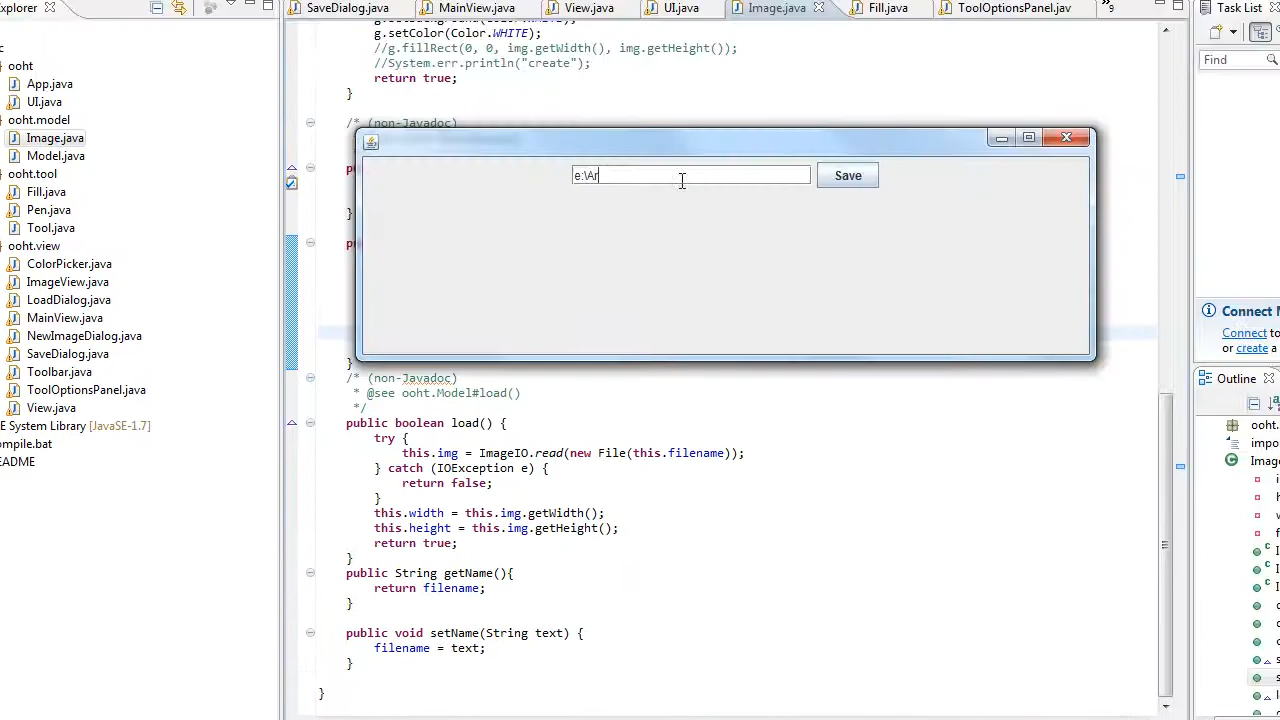 xplorer
SaveDialog.java
MainView.java
View.java
UI.java
Image.java
Fill.java
ToolOptionsPanel.jav
Task List
ooht
App.java
UI.java
ooht.model
Image.java
Model.java
ooht.tool
Fill.java
Pen.java
Tool.java
ooht.view
ColorPicker.java
ImageView.java
LoadDialog.java
MainView.java
NewImageDialog.java
SaveDialog.java
Toolbar.java
ToolOptionsPanel.java
View.java
E System Library [JavaSE-1.7]
ompile.bat
README
g.setColor(Color.WHITE);
//g.fillRect(0, 0, img.getWidth(), img.getHeight());
//System.err.println("create");
return true;
}
/* (non-Javadoc)
e:\Ar
Save
}
}
/* (non-Javadoc)
* @see ooht.Model#load()
*/
public boolean load() {
try {
this.img = ImageIO.read(new File(this.filename));
} catch (IOException e) {
return false;
}
this.width = this.img.getWidth();
this.height = this.img.getHeight();
return true;
}
public String getName(){
return filename;
}
public void setName(String text) {
filename = text;
}
}
Find
Connect M
Connect to
or create a
Outline
ooht.
impo
Imag